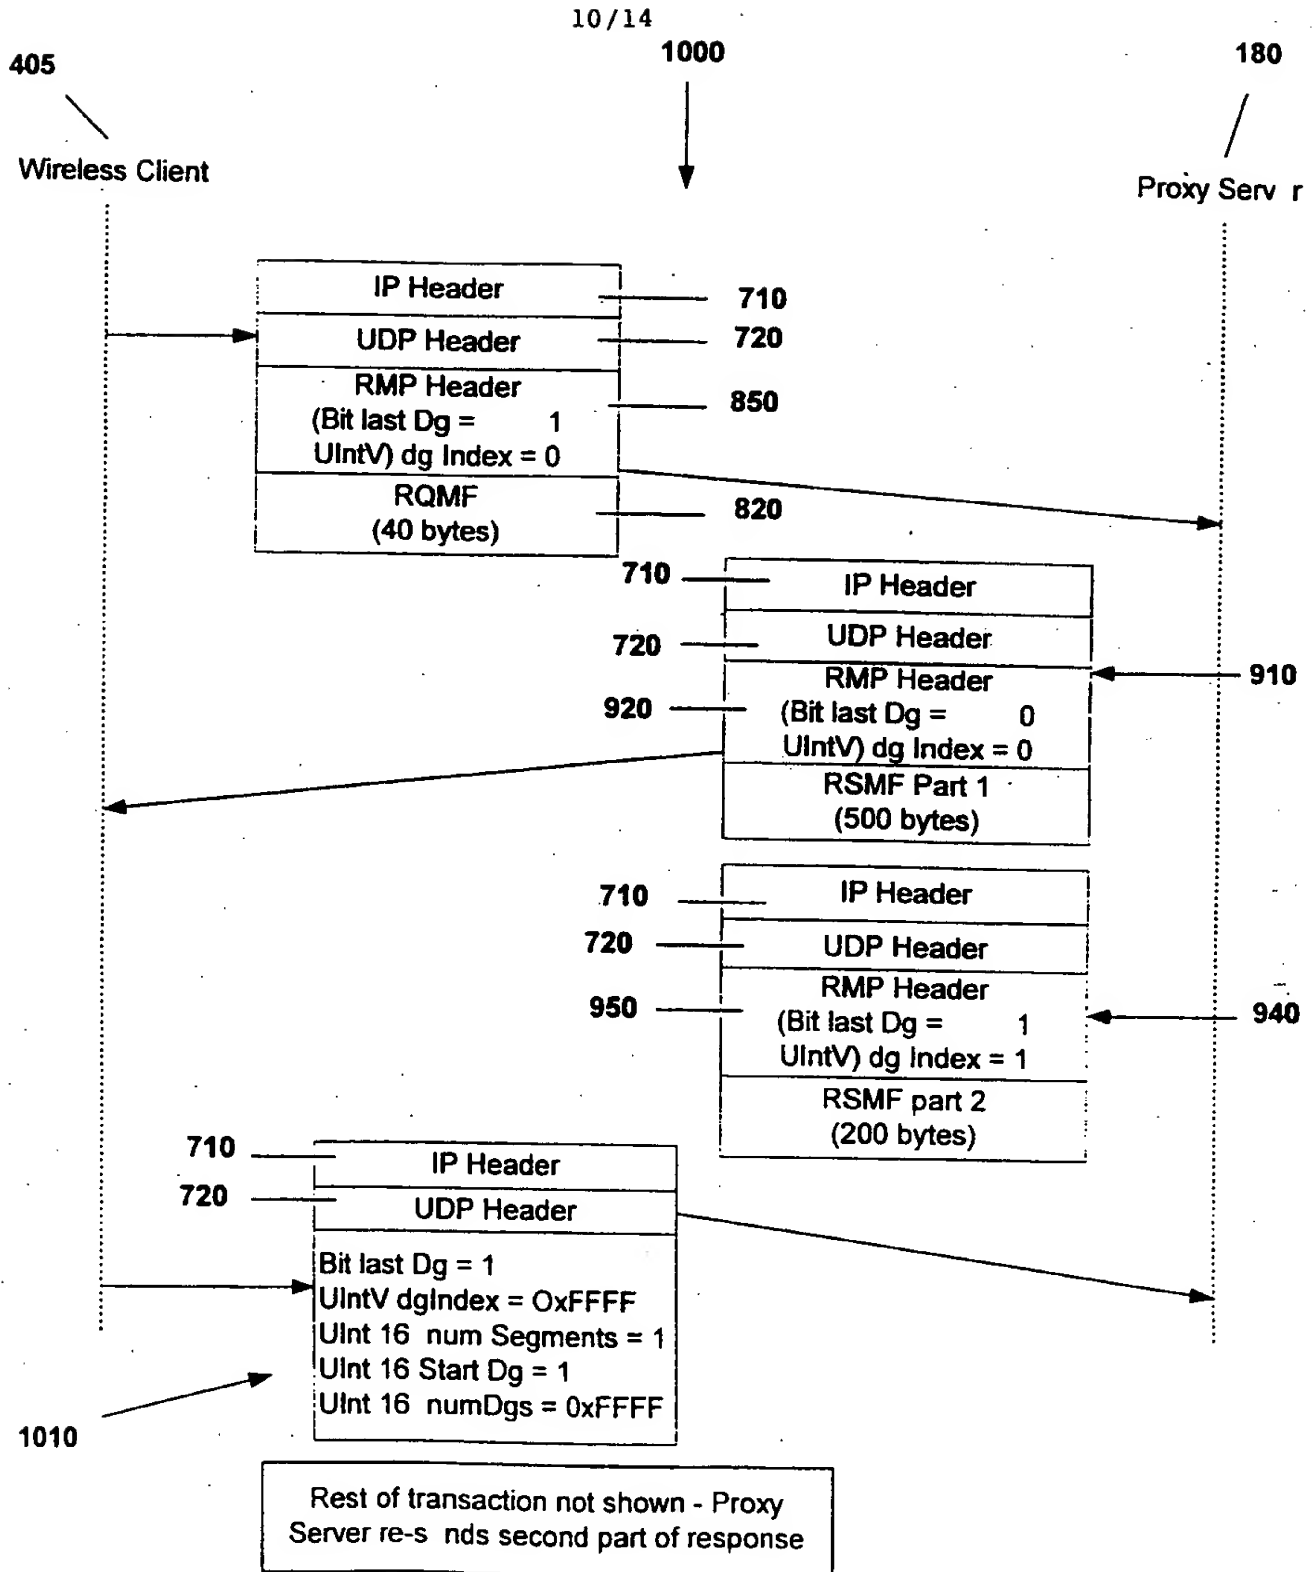 10/14
405
1000
180
Wireless Client
Proxy Serv r
IP Header
710
UDP Header
720
RMP Header
850
(Bit last Dg = 1
UIntV) dg Index = 0
RQMF
820
(40 bytes)
710
IP Header
720
UDP Header
RMP Header
910
920
(Bit last Dg = 0
UIntV) dg Index = 0
RSMF Part 1
(500 bytes)
710
IP Header
720
UDP Header
RMP Header
950
940
(Bit last Dg = 1
UIntV) dg Index = 1
RSMF part 2
(200 bytes)
710
IP Header
720
UDP Header
Bit last Dg = 1
UIntV dgIndex = OxFFFF
UInt 16 num Segments = 1
UInt 16 Start Dg = 1
UInt 16 numDgs = 0xFFFF
1010
Rest of transaction not shown - Proxy
Server re-s nds second part of response